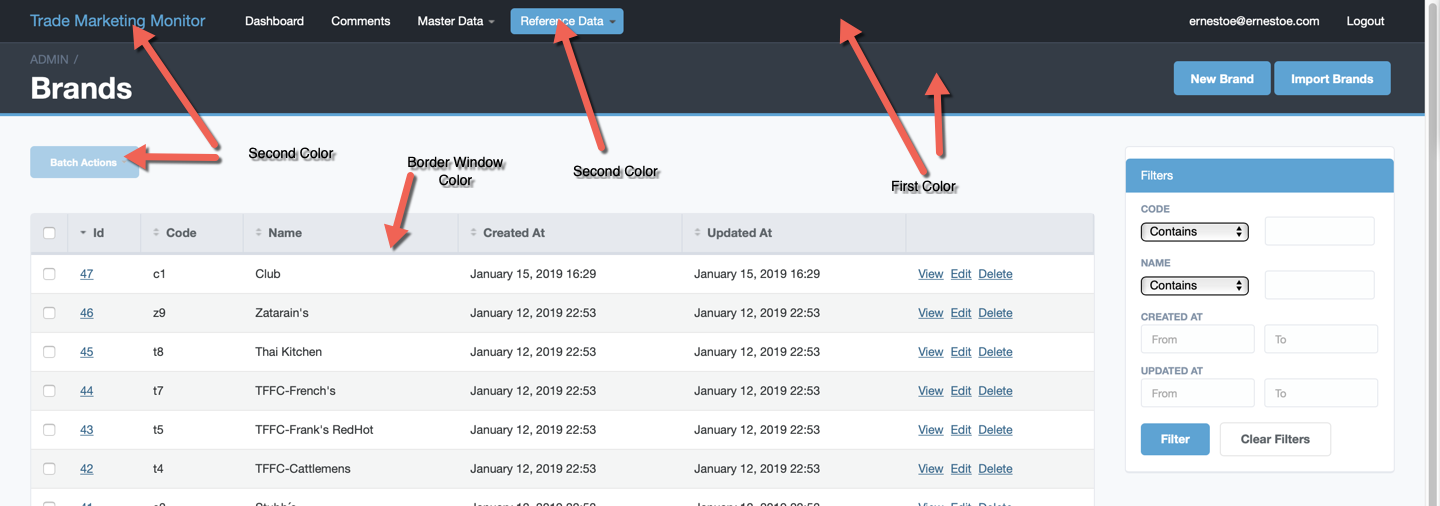 Trade Marketing Monitor Dashboard Comments Master Data Reference Data ernestoe@ernestoe.com Logout
ADMIN /
Brands New Brand Import Brands
Batch Actions Second Color
Border Window
Color
Second Color
First Color
Id Code Name Created At Updated At
47 c1 Club January 15, 2019 16:29 January 15, 2019 16:29 View Edit Delete
46 z9 Zatarain's January 12, 2019 22:53 January 12, 2019 22:53 View Edit Delete
45 t8 Thai Kitchen January 12, 2019 22:53 January 12, 2019 22:53 View Edit Delete
44 t7 TFFC-French's January 12, 2019 22:53 January 12, 2019 22:53 View Edit Delete
43 t5 TFFC-Frank's RedHot January 12, 2019 22:53 January 12, 2019 22:53 View Edit Delete
42 t4 TFFC-Cattlemens January 12, 2019 22:53 January 12, 2019 22:53 View Edit Delete
Filters
CODE
Contains
NAME
Contains
CREATED AT
From To
UPDATED AT
From To
Filter Clear Filters